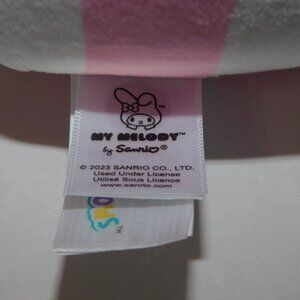 MY MELODY™
by Sanrio®
© 2023 SANRIO CO., LTD.
Used Under License
Utilisé Sous Licence
www.sanrio.com